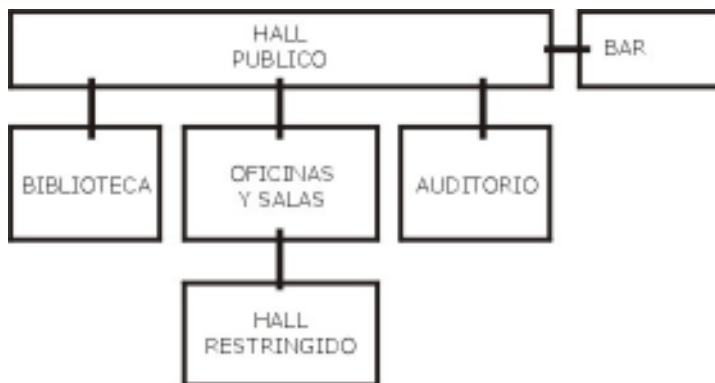 HALL
PUBLICO
BAR
BIBLIOTECA
OFICINAS
Y SALAS
AUDITORIO
HALL
RESTRINGIDO